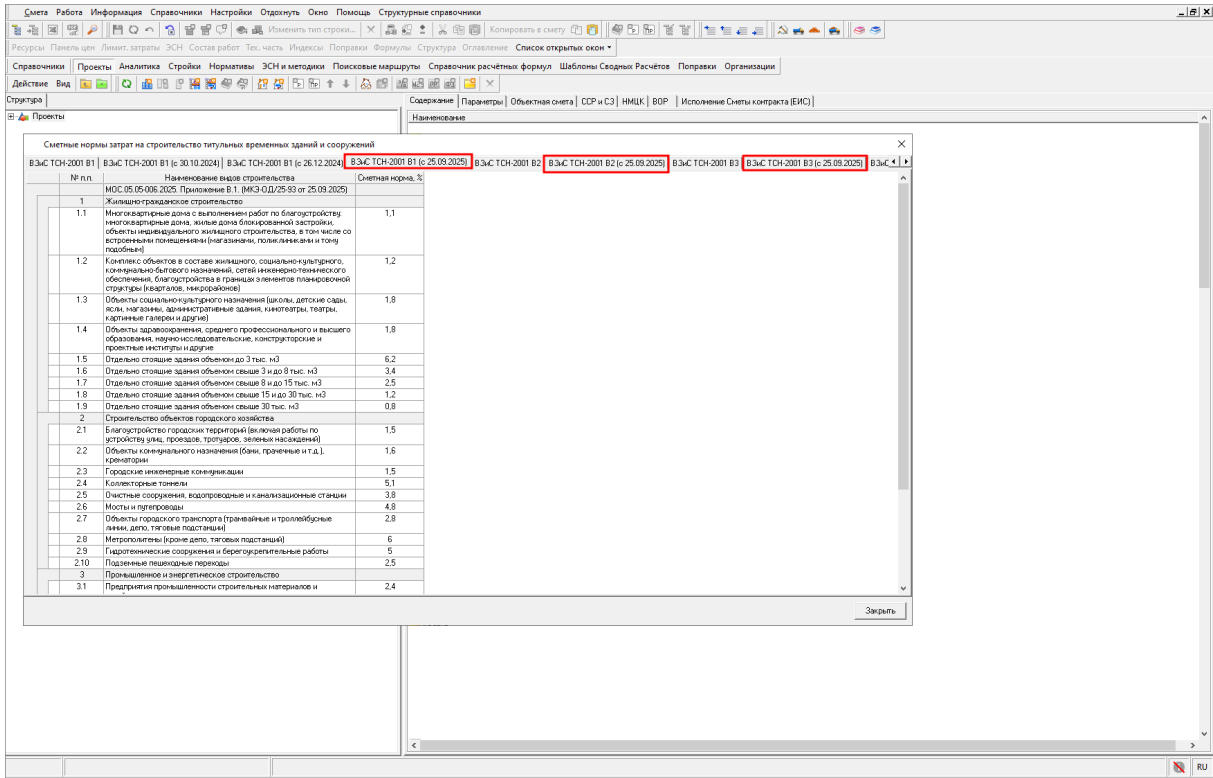 Смета Работа Информация Справочники Настройки Отдохнуть Окно Помощь Структурные справочники
Изменить тип строки... Копировать в смету
Ресурсы Панель цен Лимит. затраты ЭСН Состав работ Тех. часть Индексы Поправки Формулы Структура Оглавление Список открытых окон
Справочники Проекты Аналитика Стройки Нормативы ЭСН и методики Поисковые маршруты Справочник расчётных формул Шаблоны Сводных Расчётов Поправки Организации
Действие Вид
Структура
Содержание Параметры Объектная смета ССР и СЗ НМЦК ВОР Исполнение Сметы контракта (ЕИС)
Проекты
Наименование
Сметные нормы затрат на строительство титульных временных зданий и сооружений
ВЗиС ТСН-2001 В1 ВЗиС ТСН-2001 В1 (с 30.10.2024) ВЗиС ТСН-2001 В1 (с 26.12.2024) ВЗиС ТСН-2001 В1 (с 25.09.2025) ВЗиС ТСН-2001 В2 ВЗиС ТСН-2001 В2 (с 25.09.2025) ВЗиС ТСН-2001 В3 ВЗиС ТСН-2001 В3 (с 25.09.2025) ВЗиС
№ п.п. Наименование видов строительства Сметная норма, %
МОС.05.05-006.2025. Приложение В.1. (МКЭ-ОД/25-93 от 25.09.2025)
1 Жилищно-гражданское строительство
1.1 Многоквартирные дома с выполнением работ по благоустройству: 1,1
многоквартирные дома, жилые дома блокированной застройки,
объекты индивидуального жилищного строительства, в том числе со
встроенными помещениями (магазинами, поликлиниками и тому
подобным)
1.2 Комплекс объектов в составе жилищного, социально-культурного, 1,2
коммунально-бытового назначений, сетей инженерно-технического
обеспечения, благоустройства в границах элементов планировочной
структуры (кварталов, микрорайонов)
1.3 Объекты социально-культурного назначения (школы, детские сады, 1,8
ясли, магазины, административные здания, кинотеатры, театры,
картинные галереи и другие)
1.4 Объекты здравоохранения, среднего профессионального и высшего 1,8
образования, научно-исследовательские, конструкторские и
проектные институты и другие
1.5 Отдельно стоящие здания объемом до 3 тыс. м3 6,2
1.6 Отдельно стоящие здания объемом свыше 3 и до 8 тыс. м3 3,4
1.7 Отдельно стоящие здания объемом свыше 8 и до 15 тыс. м3 2,5
1.8 Отдельно стоящие здания объемом свыше 15 и до 30 тыс. м3 1,2
1.9 Отдельно стоящие здания объемом свыше 30 тыс. м3 0,8
2 Строительство объектов городского хозяйства
2.1 Благоустройство городских территорий (включая работы по 1,5
устройству улиц, проездов, тротуаров, зеленых насаждений)
2.2 Объекты коммунального назначения (бани, прачечные и т.д.), 1,6
крематории
2.3 Городские инженерные коммуникации 1,5
2.4 Коллекторные тоннели 5,1
2.5 Очистные сооружения, водопроводные и канализационные станции 3,8
2.6 Мосты и путепроводы 4,8
2.7 Объекты городского транспорта (трамвайные и троллейбусные 2,8
линии, депо, тяговые подстанции)
2.8 Метрополитены (кроме депо, тяговых подстанций) 6
2.9 Гидротехнические сооружения и берегоукрепительные работы 5
2.10 Подземные пешеходные переходы 2,5
3 Промышленное и энергетическое строительство
3.1 Предприятия промышленности строительных материалов и 2,4
Закрыть
RU